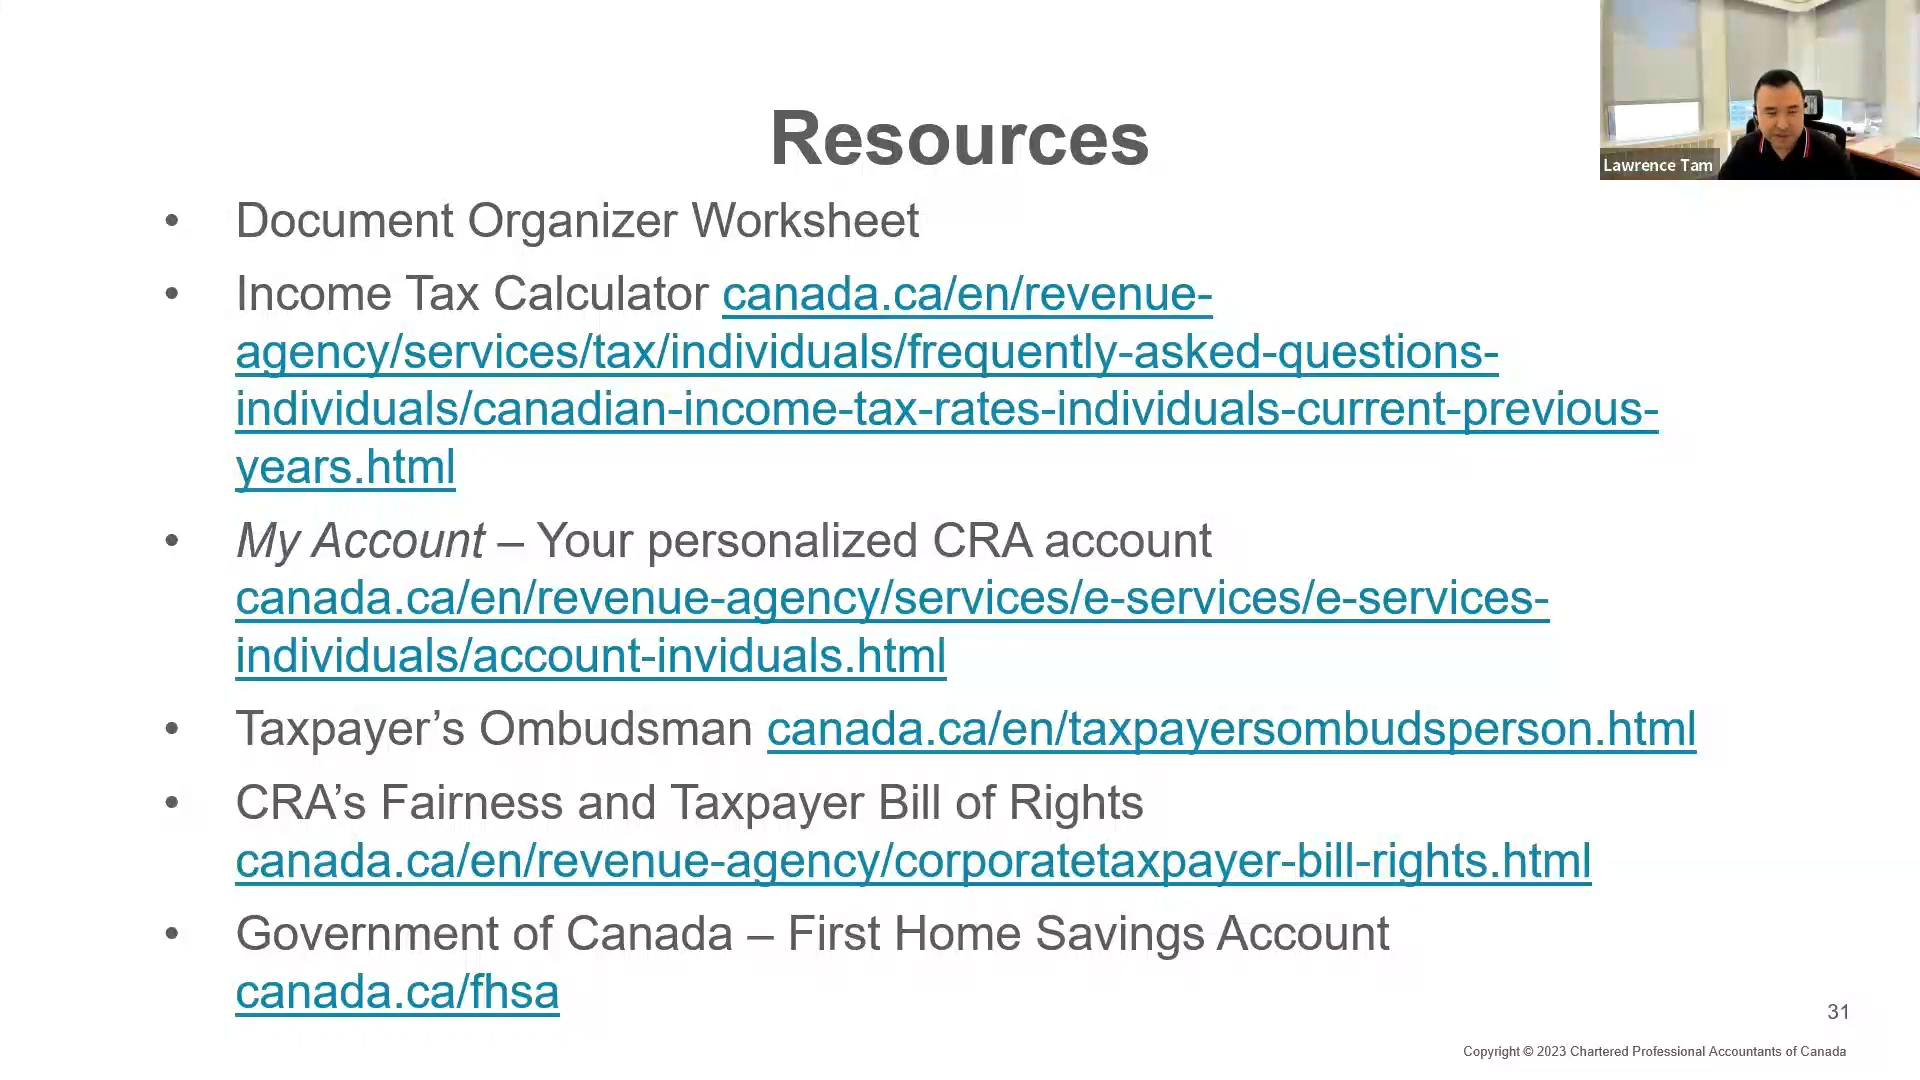 Resources
Lawrence Tam
• Document Organizer Worksheet
• Income Tax Calculator canada.ca/en/revenue-
agency/services/tax/individuals/frequently-asked-questions-
individuals/canadian-income-tax-rates-individuals-current-previous-
years.html
• My Account – Your personalized CRA account
canada.ca/en/revenue-agency/services/e-services/e-services-
individuals/account-inviduals.html
• Taxpayer’s Ombudsman canada.ca/en/taxpayersombudsperson.html
• CRA’s Fairness and Taxpayer Bill of Rights
canada.ca/en/revenue-agency/corporatetaxpayer-bill-rights.html
• Government of Canada – First Home Savings Account
canada.ca/fhsa
31
Copyright © 2023 Chartered Professional Accountants of Canada